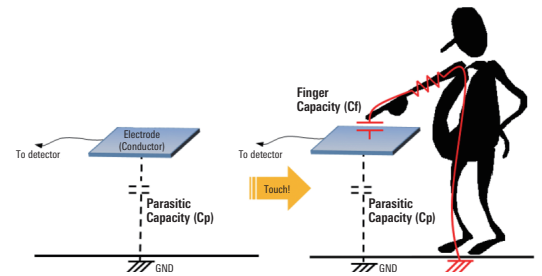 Electrode
(Conductor)
To detector
Parasitic
Capacity (Cp)
GND
Touch!
Finger
Capacity (Cf)
To detector
Parasitic
Capacity (Cp)
GND